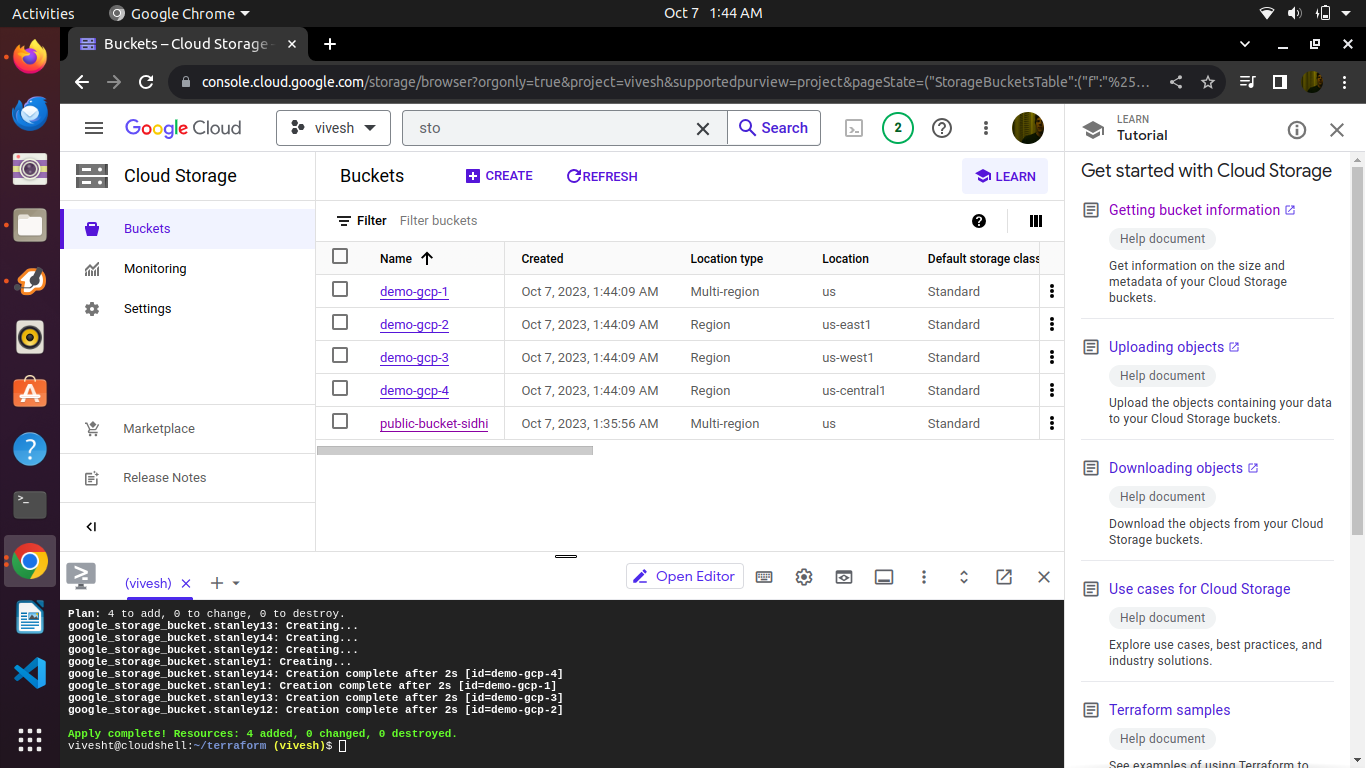 Activities
Google Chrome
Oct 7 1:44 AM
Buckets – Cloud Storage -
console.cloud.google.com/storage/browser?orgonly=true&project=vivesh&supportedpurview=project&pageState=("StorageBucketsTable":("f":"%25…
Google Cloud
vivesh
sto
Search
2
LEARN
Tutorial
Cloud Storage
Buckets
CREATE
REFRESH
LEARN
Buckets
Monitoring
Settings
Marketplace
Release Notes
Filter Filter buckets
Name Created Location type Location Default storage class
demo-gcp-1 Oct 7, 2023, 1:44:09 AM Multi-region us Standard
demo-gcp-2 Oct 7, 2023, 1:44:09 AM Region us-east1 Standard
demo-gcp-3 Oct 7, 2023, 1:44:09 AM Region us-west1 Standard
demo-gcp-4 Oct 7, 2023, 1:44:09 AM Region us-central1 Standard
public-bucket-sidhi Oct 7, 2023, 1:35:56 AM Multi-region us Standard
Get started with Cloud Storage
Getting bucket information
Help document
Get information on the size and
metadata of your Cloud Storage
buckets.
Uploading objects
Help document
Upload the objects containing your data
to your Cloud Storage buckets.
Downloading objects
Help document
Download the objects from your Cloud
Storage buckets.
Use cases for Cloud Storage
Help document
Explore use cases, best practices, and
industry solutions.
Terraform samples
Help document
See examples of using Terraform to
(vivesh)
Open Editor
Plan: 4 to add, 0 to change, 0 to destroy.
google_storage_bucket.stanley13: Creating...
google_storage_bucket.stanley14: Creating...
google_storage_bucket.stanley12: Creating...
google_storage_bucket.stanley1: Creating...
google_storage_bucket.stanley14: Creation complete after 2s [id=demo-gcp-4]
google_storage_bucket.stanley1: Creation complete after 2s [id=demo-gcp-1]
google_storage_bucket.stanley13: Creation complete after 2s [id=demo-gcp-3]
google_storage_bucket.stanley12: Creation complete after 2s [id=demo-gcp-2]
Apply complete! Resources: 4 added, 0 changed, 0 destroyed.
vivesht@cloudshell:~/terraform (vivesh)$